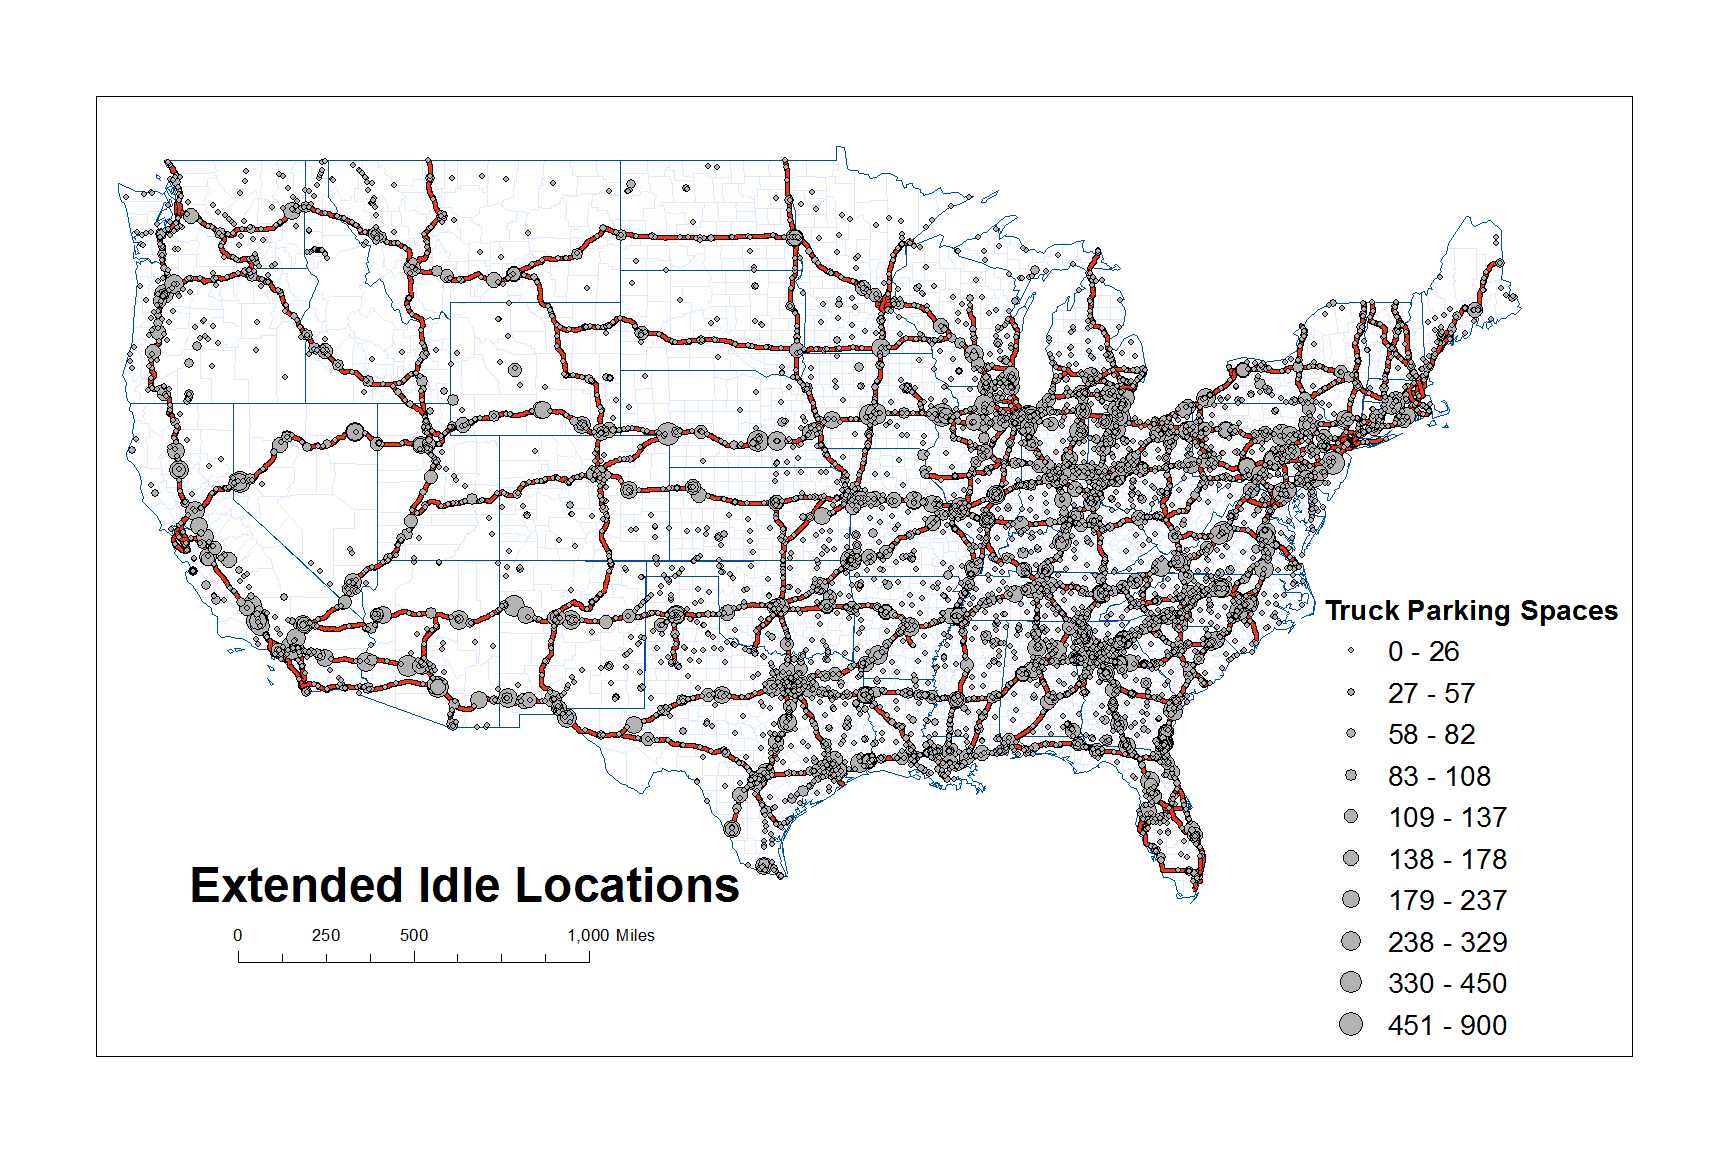 Truck Parking Spaces
0 - 26
27 - 57
58 - 82
83 - 108
109 - 137
138 - 178
179 - 237
238 - 329
330 - 450
451 - 900
Extended Idle Locations
0 250 500 1,000 Miles